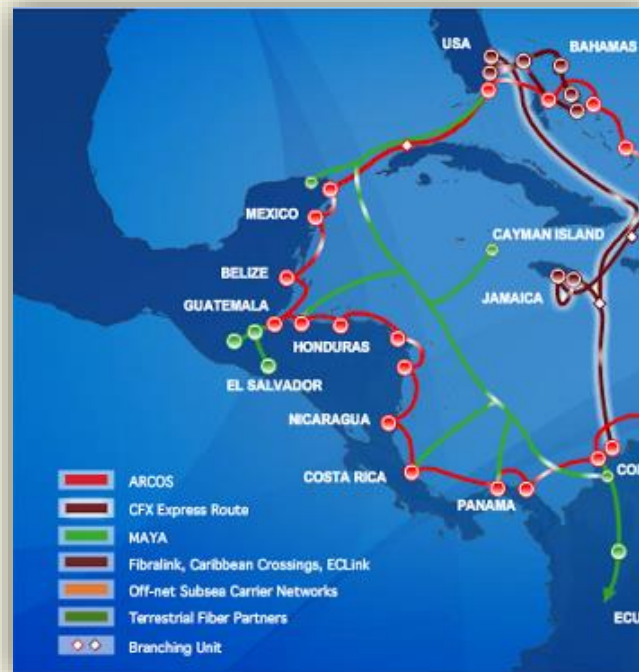 USA
BAHAMAS
MEXICO
CAYMAN ISLAND
BELIZE
JAMAICA
GUATEMALA
HONDURAS
EL SALVADOR
NICARAGUA
COSTA RICA
PANAMA
ARCOS
CFX Express Route
MAYA
Fibralink, Caribbean Crossings, ECLink
Off-net Subsea Carrier Networks
Terrestrial Fiber Partners
Branching Unit